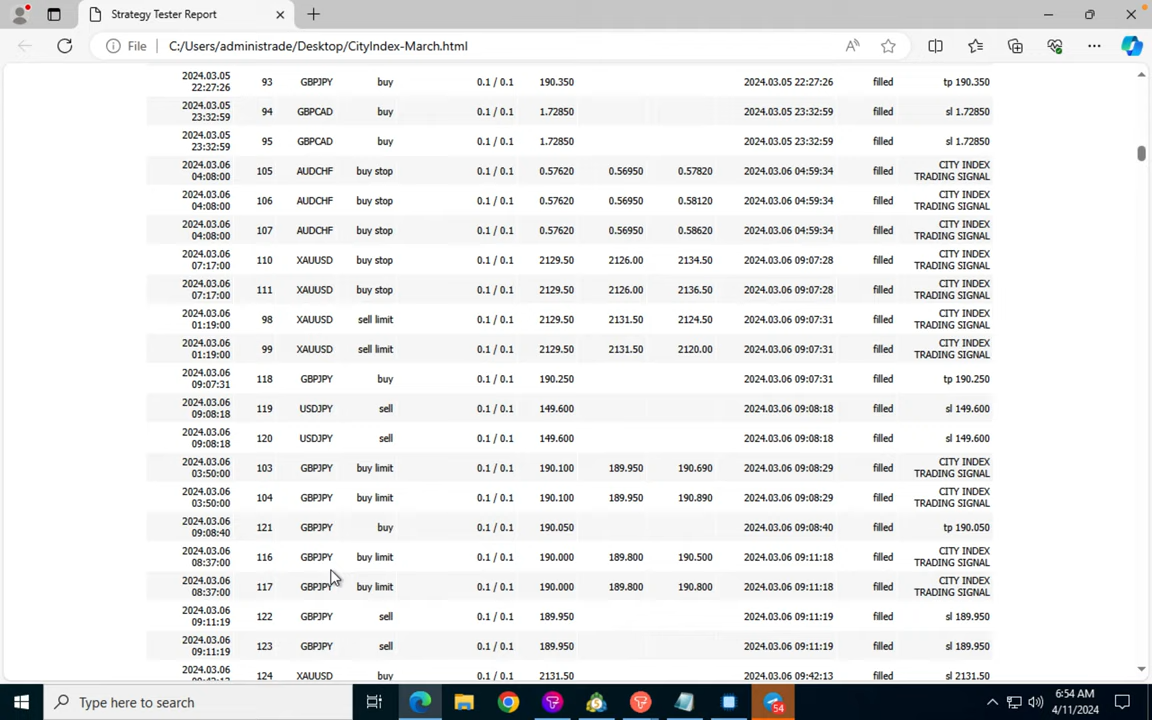 Strategy Tester Report
File C:/Users/administrade/Desktop/CityIndex-March.html
2024.03.05 22:27:26 93 GBPJPY buy 0.1 / 0.1 190.350 2024.03.05 22:27:26 filled tp 190.350
2024.03.05 23:32:59 94 GBPCAD buy 0.1 / 0.1 1.72850 2024.03.05 23:32:59 filled sl 1.72850
2024.03.05 23:32:59 95 GBPCAD buy 0.1 / 0.1 1.72850 2024.03.05 23:32:59 filled sl 1.72850
2024.03.06 04:08:00 105 AUDCHF buy stop 0.1 / 0.1 0.57620 0.56950 0.57820 2024.03.06 04:59:34 filled CITY INDEX TRADING SIGNAL
2024.03.06 04:08:00 106 AUDCHF buy stop 0.1 / 0.1 0.57620 0.56950 0.58120 2024.03.06 04:59:34 filled CITY INDEX TRADING SIGNAL
2024.03.06 04:08:00 107 AUDCHF buy stop 0.1 / 0.1 0.57620 0.56950 0.58620 2024.03.06 04:59:34 filled CITY INDEX TRADING SIGNAL
2024.03.06 07:17:00 110 XAUUSD buy stop 0.1 / 0.1 2129.50 2126.00 2134.50 2024.03.06 09:07:28 filled CITY INDEX TRADING SIGNAL
2024.03.06 07:17:00 111 XAUUSD buy stop 0.1 / 0.1 2129.50 2126.00 2136.50 2024.03.06 09:07:28 filled CITY INDEX TRADING SIGNAL
2024.03.06 01:19:00 98 XAUUSD sell limit 0.1 / 0.1 2129.50 2131.50 2124.50 2024.03.06 09:07:31 filled CITY INDEX TRADING SIGNAL
2024.03.06 01:19:00 99 XAUUSD sell limit 0.1 / 0.1 2129.50 2131.50 2120.00 2024.03.06 09:07:31 filled CITY INDEX TRADING SIGNAL
2024.03.06 09:07:31 118 GBPJPY buy 0.1 / 0.1 190.250 2024.03.06 09:07:31 filled tp 190.250
2024.03.06 09:08:18 119 USDJPY sell 0.1 / 0.1 149.600 2024.03.06 09:08:18 filled sl 149.600
2024.03.06 09:08:18 120 USDJPY sell 0.1 / 0.1 149.600 2024.03.06 09:08:18 filled sl 149.600
2024.03.06 03:50:00 103 GBPJPY buy limit 0.1 / 0.1 190.100 189.950 190.690 2024.03.06 09:08:29 filled CITY INDEX TRADING SIGNAL
2024.03.06 03:50:00 104 GBPJPY buy limit 0.1 / 0.1 190.100 189.950 190.890 2024.03.06 09:08:29 filled CITY INDEX TRADING SIGNAL
2024.03.06 09:08:40 121 GBPJPY buy 0.1 / 0.1 190.050 2024.03.06 09:08:40 filled tp 190.050
2024.03.06 08:37:00 116 GBPJPY buy limit 0.1 / 0.1 190.000 189.800 190.500 2024.03.06 09:11:18 filled CITY INDEX TRADING SIGNAL
2024.03.06 08:37:00 117 GBPJPY buy limit 0.1 / 0.1 190.000 189.800 190.800 2024.03.06 09:11:18 filled CITY INDEX TRADING SIGNAL
2024.03.06 09:11:19 122 GBPJPY sell 0.1 / 0.1 189.950 2024.03.06 09:11:19 filled sl 189.950
2024.03.06 09:11:19 123 GBPJPY sell 0.1 / 0.1 189.950 2024.03.06 09:11:19 filled sl 189.950
2024.03.06 124 XAUUSD buy 0.1 / 0.1 2131.50 2024.03.06 09:42:13 filled sl 2131.50
Type here to search 54 6:54 AM
4/11/2024